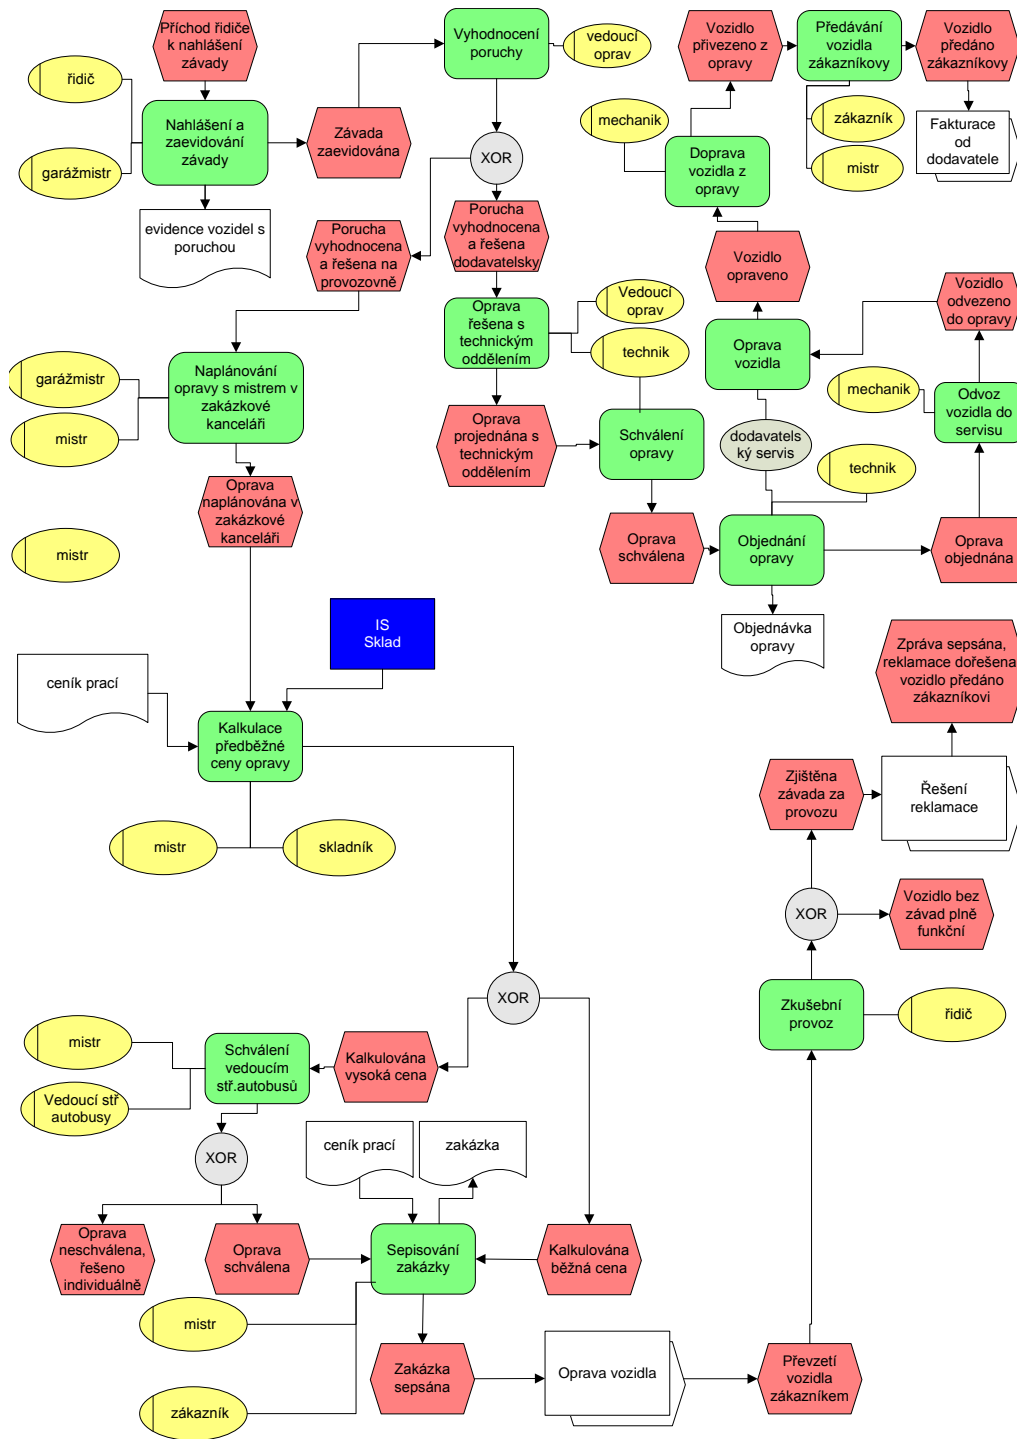 Příchod řidiče
k nahlášení
závady
řidič
garážmistr
Nahlášení a
zaevidování
závady
evidence vozidel s
poruchou
Závada
zaevidována
Vyhodnocení
poruchy
vedoucí
oprav
XOR
Porucha
vyhodnocena
a řešena na
provozovně
Porucha
vyhodnocena
a řešena
dodavatelsky
Vozidlo
přivezeno z
opravy
Předávání
vozidla
zákazníkovy
Vozidlo
předáno
zákazníkovy
mechanik
Doprava
vozidla z
opravy
zákazník
mistr
Fakturace
od
dodavatele
Vozidlo
opraveno
Vozidlo
odvezeno
do opravy
Oprava
řešena s
technickým
oddělením
Vedoucí
oprav
technik
Oprava
vozidla
garážmistr
mistr
Naplánování
opravy s mistrem v
zakázkové
kanceláři
mechanik
Odvoz
vozidla do
servisu
Oprava
projednána s
technickým
oddělením
Schválení
opravy
dodavatels
ký servis
technik
Oprava
naplánována v
zakázkové
kanceláři
mistr
Oprava
schválena
Objednání
opravy
Oprava
objednána
Objednávka
opravy
IS
Sklad
ceník prací
Kalkulace
předběžné
ceny opravy
mistr
skladník
Zpráva sepsána,
reklamace dořešena
vozidlo předáno
zákazníkovi
Zjištěna
závada za
provozu
Řešení
reklamace
XOR
Vozidlo bez
závad plně
funkční
Zkušební
provoz
řidič
XOR
mistr
Vedoucí stř
autobusy
Schválení
vedoucím
stř.autobusů
Kalkulována
vysoká cena
XOR
ceník prací
zakázka
Oprava
neschválena,
řešeno
individuálně
Oprava
schválena
Sepisování
zakázky
Kalkulována
běžná cena
mistr
zákazník
Zakázka
sepsána
Oprava vozidla
Převzetí
vozidla
zákazníkem